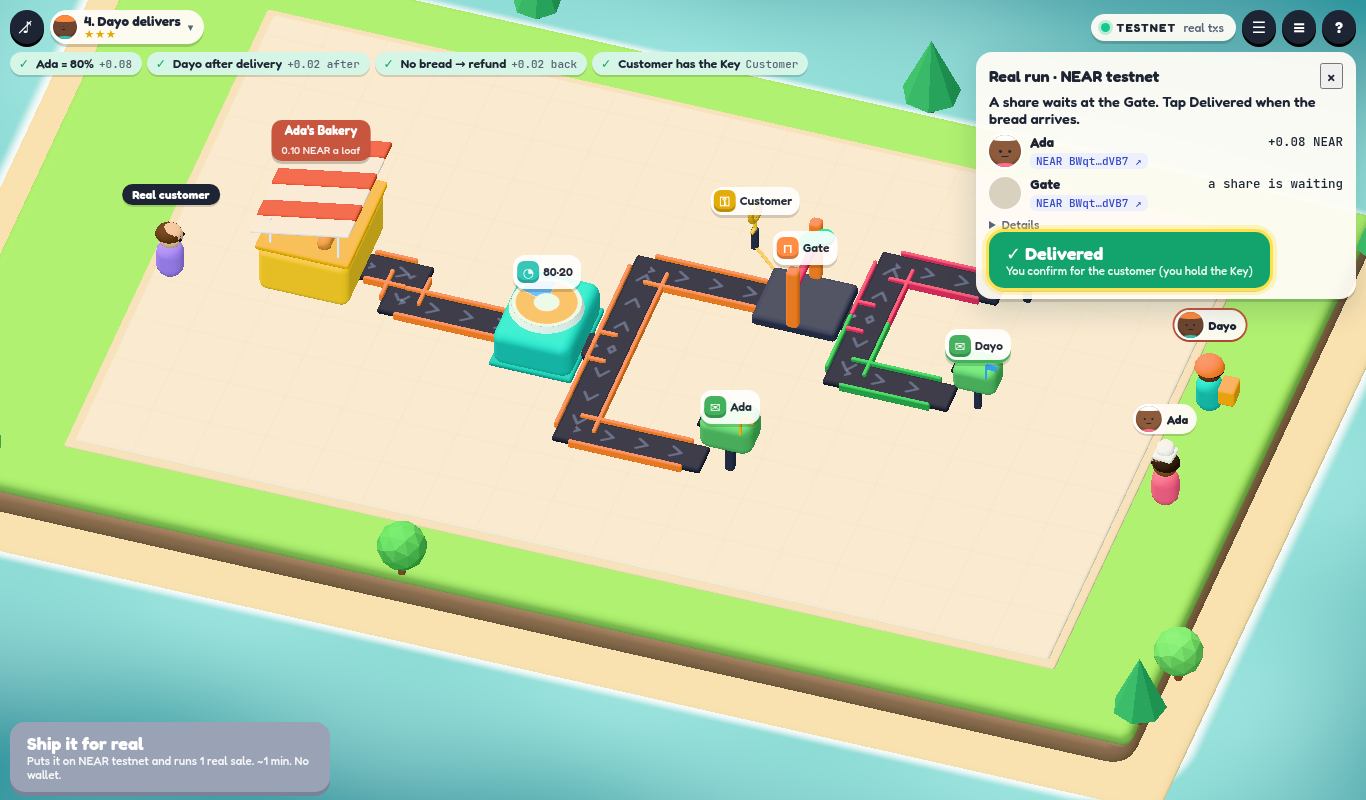 4. Dayo delivers
★★★
▾
TESTNET real txs
☰
≡
?
✓ Ada = 80% +0.08
✓ Dayo after delivery +0.02 after
✓ No bread → refund +0.02 back
✓ Customer has the Key Customer
Real run · NEAR testnet
×
A share waits at the Gate. Tap Delivered when the
bread arrives.
Ada
+0.08 NEAR
NEAR BWqt…dVB7 ↗
Gate
a share is waiting
NEAR BWqt…dVB7 ↗
▶ Details
✓ Delivered
You confirm for the customer (you hold the Key)
Ada's Bakery
0.10 NEAR a loaf
Real customer
Customer
Gate
80·20
Dayo
Dayo
Ada
Ada
Ship it for real
Puts it on NEAR testnet and runs 1 real sale. ~1 min. No
wallet.